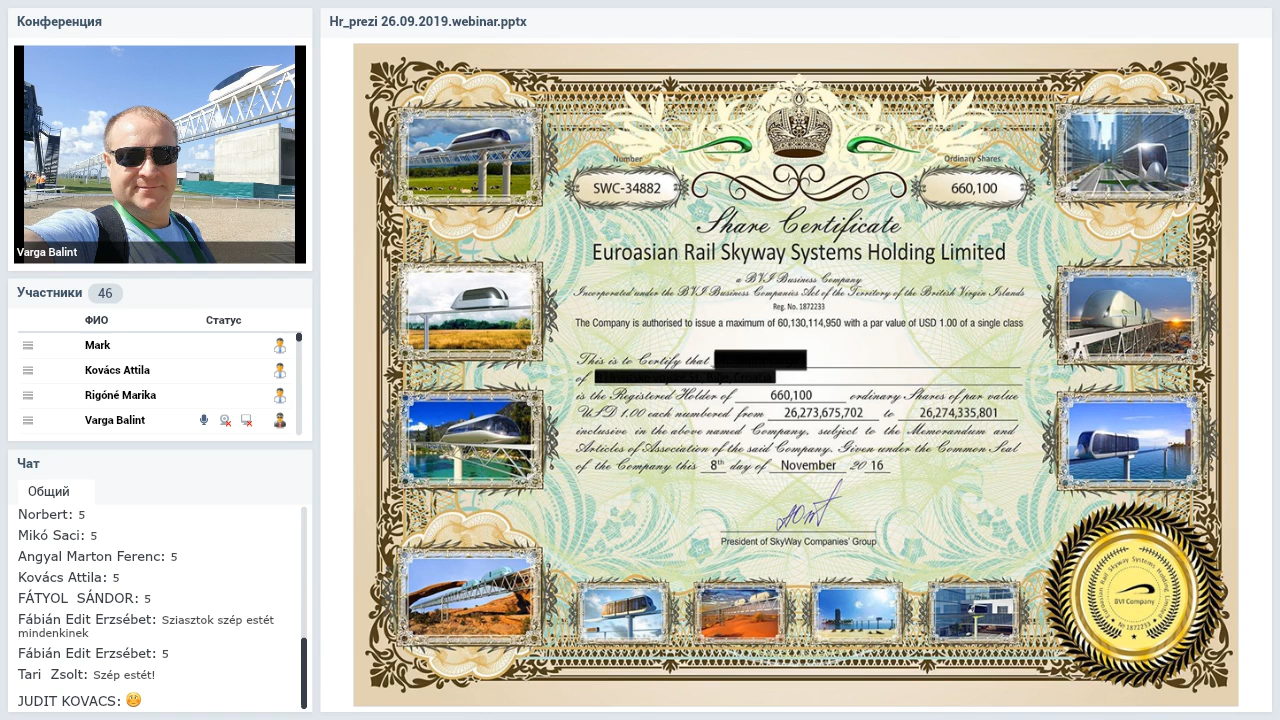 Конференция
Varga Balint
Участники 46
ФИО Статус
Mark
Kovács Attila
Rigóné Marika
Varga Balint
Чат
Общий
Norbert: 5
Mikó Saci: 5
Angyal Marton Ferenc: 5
Kovács Attila: 5
FÁTYOL SÁNDOR: 5
Fábián Edit Erzsébet: Sziasztok szép estét
mindenkinek
Fábián Edit Erzsébet: 5
Tari Zsolt: Szép estét!
JUDIT KOVACS:
Hr_prezi 26.09.2019.webinar.pptx
Number
SWC-34882
Ordinary Shares
660,100
Share Certificate
Euroasian Rail Skyway Systems Holding Limited
a BVI Business Company
Incorporated under the BVI Business Companies Act of the Territory of the British Virgin Islands
Reg. No. 1872233
The Company is authorised to issue a maximum of 60,130,114,950 with a par value of USD 1.00 of a single class
This is to Certify that
of
is the Registered Holder of 660,100 ordinary Shares of par value
USD 1.00 each numbered from 26,273,675,702 to 26,274,335,801
inclusive in the above named Company, subject to the Memorandum and
Articles of Association of the said Company. Given under the Common Seal
of the Company this 8th day of November 20 16
President of SkyWay Companies' Group
Rail Skyway Systems Holding
BVI Company
№ 1872233